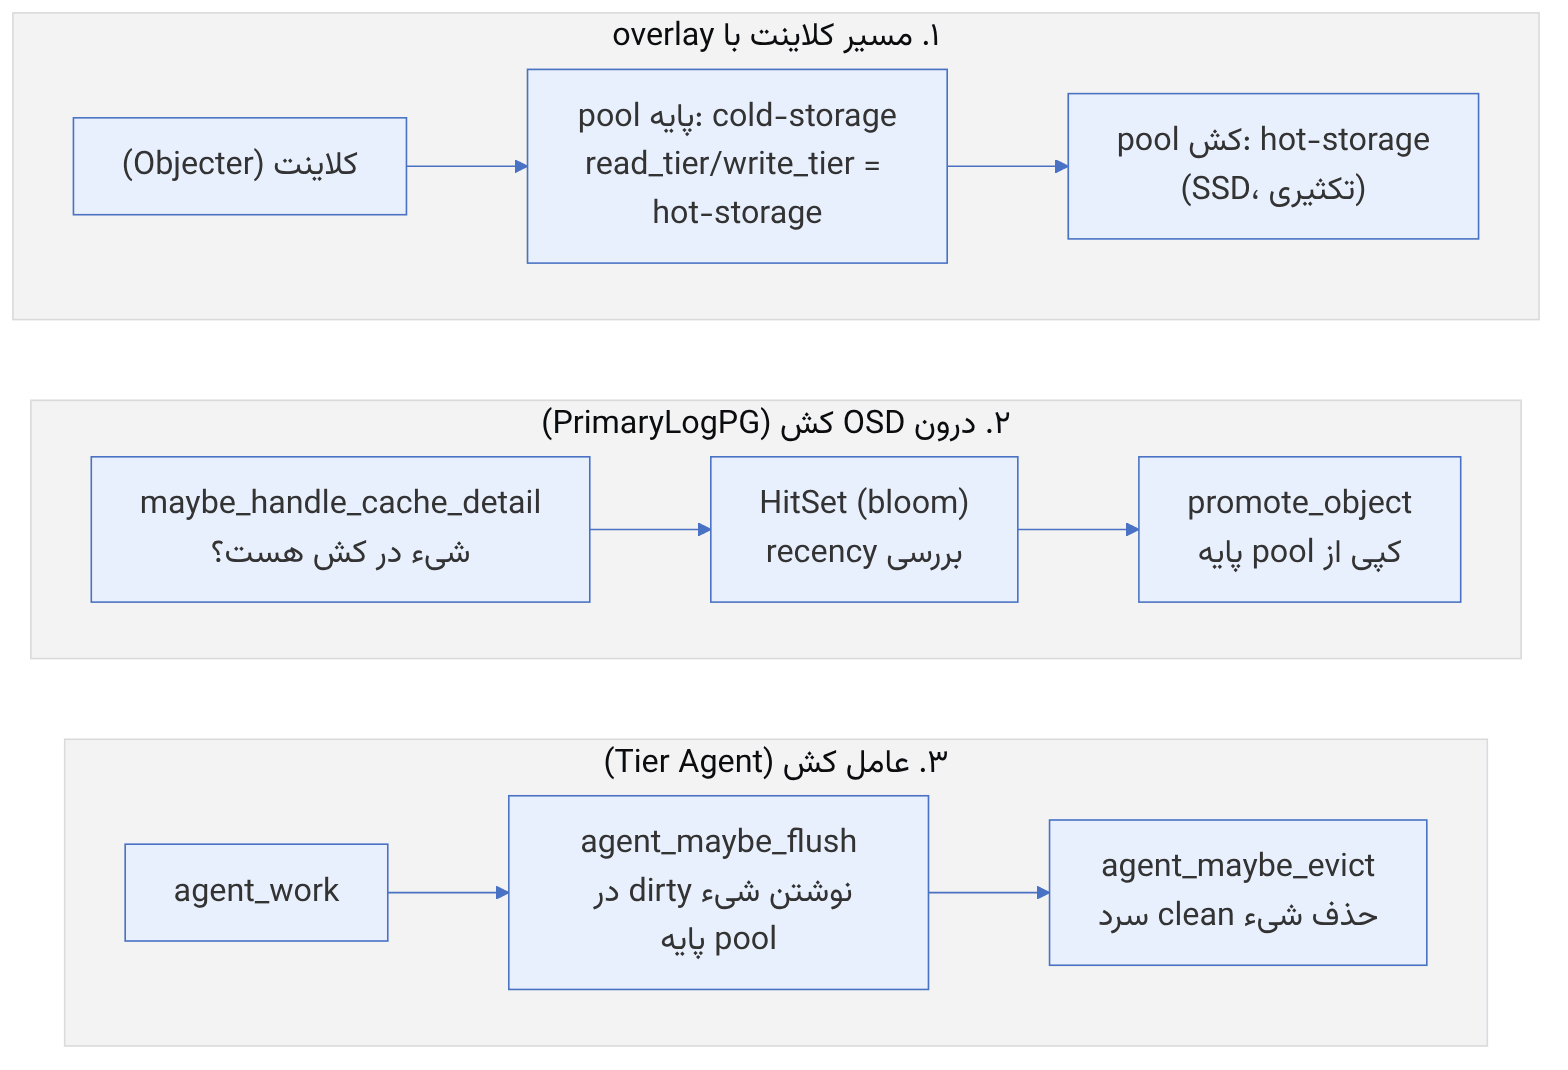 ۱. مسیر کلاینت با overlay
کلاینت (Objecter)
pool پایه: cold-storage
read_tier/write_tier =
hot-storage
pool کش: hot-storage
(SSD، تکثیری)
۲. درون OSD کش (PrimaryLogPG)
maybe_handle_cache_detail
شیء در کش هست؟
HitSet (bloom)
بررسی recency
promote_object
کپی از pool پایه
۳. عامل کش (Tier Agent)
agent_work
agent_maybe_flush
نوشتن شیء dirty در
pool پایه
agent_maybe_evict
حذف شیء clean سرد